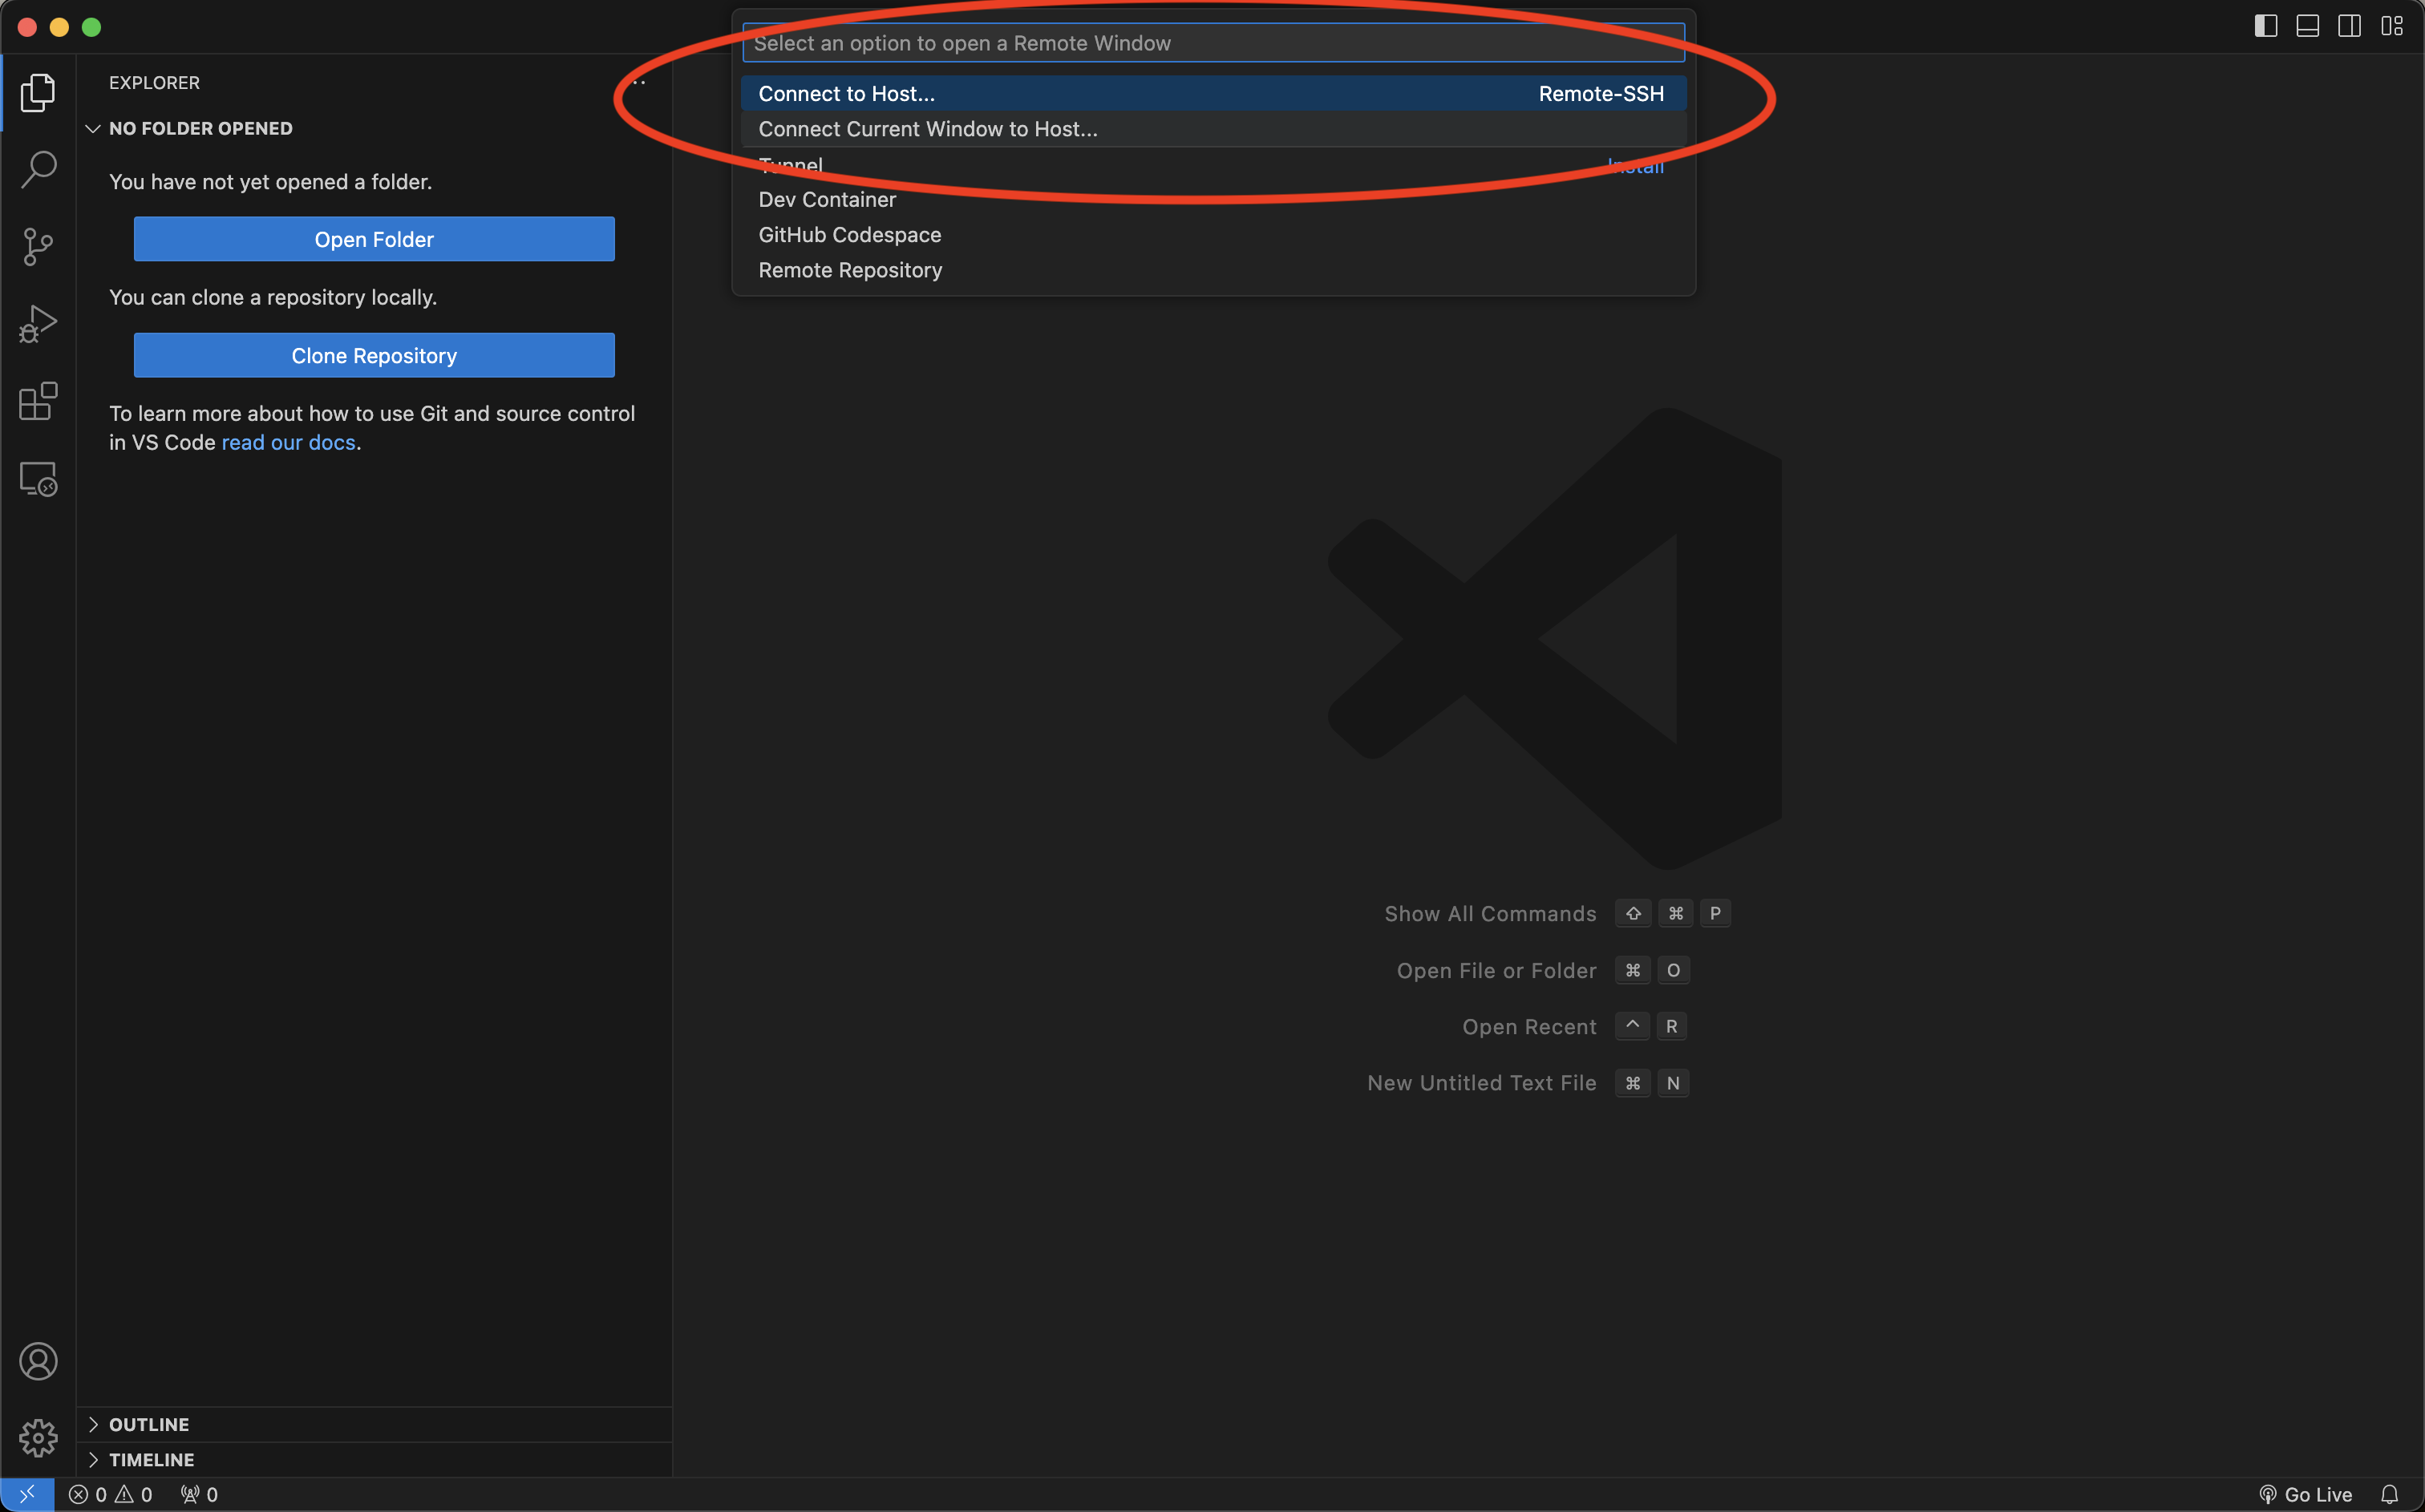 Select an option to open a Remote Window
Connect to Host... Remote-SSH
Connect Current Window to Host...
Tunnel Install
Dev Container
GitHub Codespace
Remote Repository
EXPLORER
NO FOLDER OPENED
You have not yet opened a folder.
Open Folder
You can clone a repository locally.
Clone Repository
To learn more about how to use Git and source control
in VS Code read our docs.
Show All Commands ⇧ ⌘ P
Open File or Folder ⌘ O
Open Recent ^ R
New Untitled Text File ⌘ N
OUTLINE
TIMELINE
0 0 0
Go Live